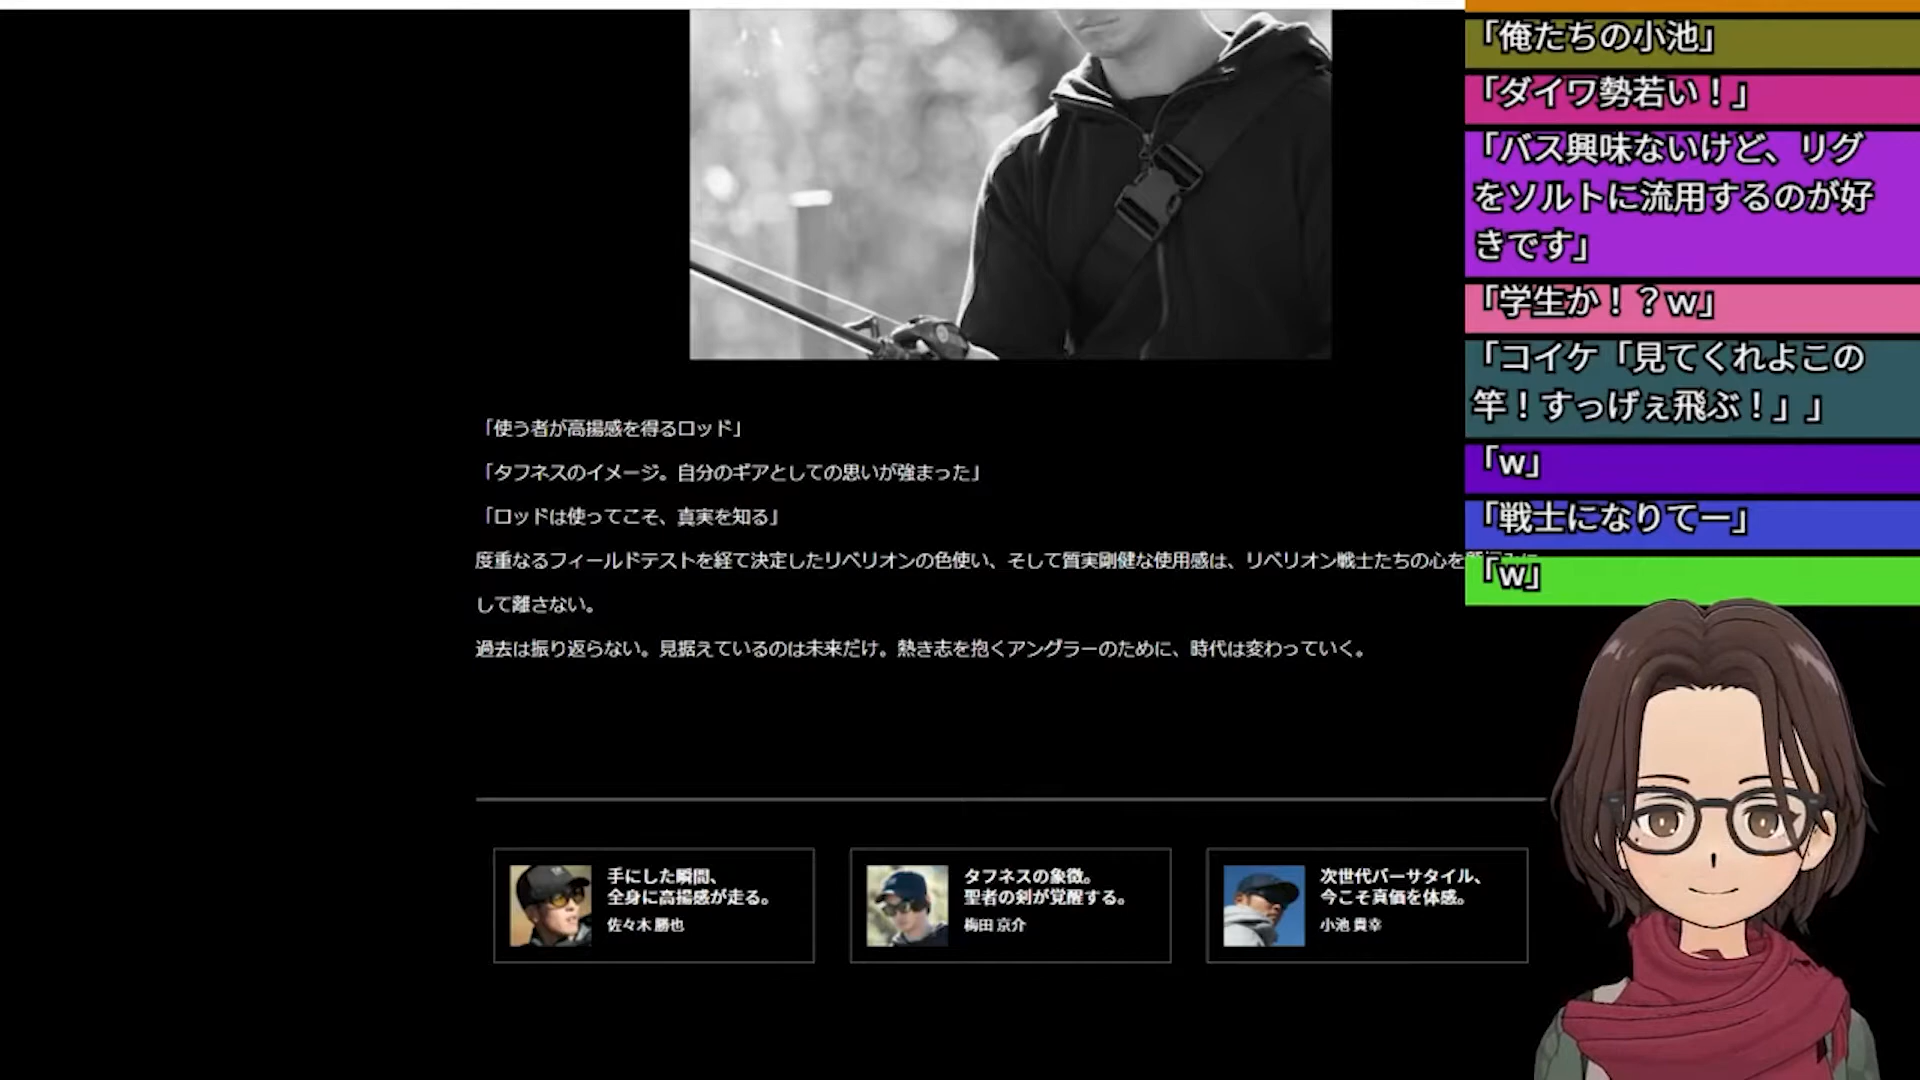 「使う者が高揚感を得るロッド」
「タフネスのイメージ。自分のギアとしての思いが強まった」
「ロッドは使ってこそ、真実を知る」
度重なるフィールドテストを経て決定したリベリオンの色使い、そして質実剛健な使用感は、リベリオン戦士たちの心を
して離さない。
過去は振り返らない。見据えているのは未来だけ。熱き志を抱くアングラーのために、時代は変わっていく。
手にした瞬間、
全身に高揚感が走る。
佐々木 勝也
タフネスの象徴。
聖者の剣が覚醒する。
梅田 京介
次世代バーサタイル、
今こそ真価を体感。
小池 貴幸
「俺たちの小池」
「ダイワ勢若い！」
「バス興味ないけど、リグ
をソルトに流用するのが好
きです」
「学生か！？w」
「コイケ「見てくれよこの
竿！すっげぇ飛ぶ！」」
「w」
「戦士になりてー」
「w」